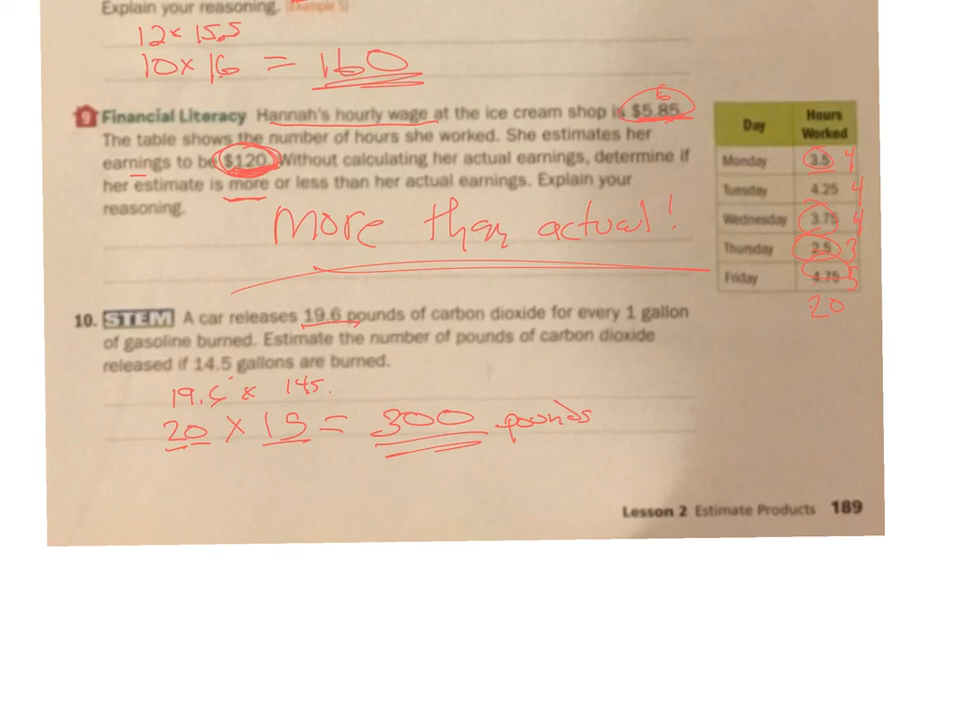 Explain your reasoning. (Example 5)
12 × 15.5
10 × 16 = 160
9 Financial Literacy Hannah's hourly wage at the ice cream shop is $5.85.
6
The table shows the number of hours she worked. She estimates her
earnings to be $120. Without calculating her actual earnings, determine if
her estimate is more or less than her actual earnings. Explain your
reasoning.
More than actual!
Day Hours Worked
Monday 3.5 4
Tuesday 4.25 4
Wednesday 3.75 4
Thursday 2.5 3
Friday 4.75 5
20
10. STEM A car releases 19.6 pounds of carbon dioxide for every 1 gallon
of gasoline burned. Estimate the number of pounds of carbon dioxide
released if 14.5 gallons are burned.
20 × 15 = 300 pounds
Lesson 2 Estimate Products 189